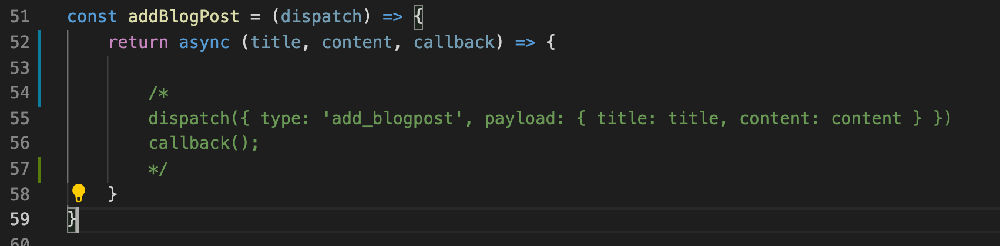 51 const addBlogPost = (dispatch) => {
52 return async (title, content, callback) => {
53
54 /*
55 dispatch({ type: 'add_blogpost', payload: { title: title, content: content } })
56 callback();
57 */
58 }
59 }
60